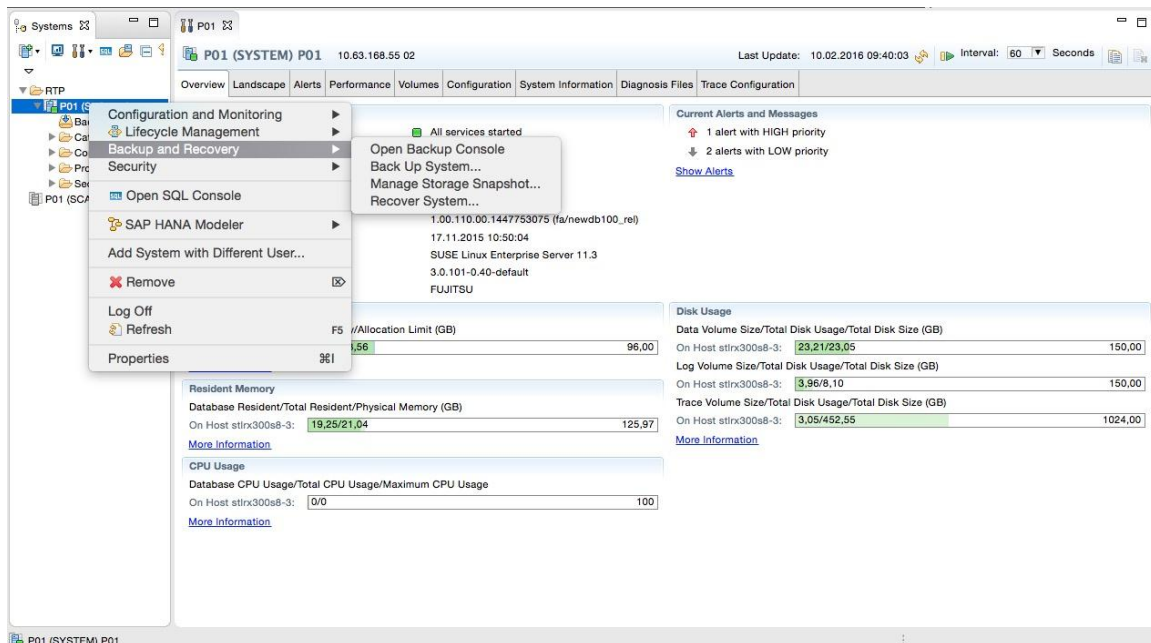 Systems
P01
P01 (SYSTEM) P01 10.63.168.55 02
Last Update: 10.02.2016 09:40:03 Interval: 60 Seconds
Overview Landscape Alerts Performance Volumes Configuration System Information Diagnosis Files Trace Configuration
RTP
P01 (S
Ba
Ca
Co
Pro
Sec
P01 (SCA
Configuration and Monitoring
Lifecycle Management
Backup and Recovery
Security
Open SQL Console
SAP HANA Modeler
Add System with Different User...
Remove
Log Off
Refresh F5
Properties ⌘I
Open Backup Console
Back Up System...
Manage Storage Snapshot...
Recover System...
All services started
1.00.110.00.1447753075 (fa/newdb100_rel)
17.11.2015 10:50:04
SUSE Linux Enterprise Server 11.3
3.0.101-0.40-default
FUJITSU
Current Alerts and Messages
1 alert with HIGH priority
2 alerts with LOW priority
Show Alerts
y/Allocation Limit (GB)
,56 96,00
Resident Memory
Database Resident/Total Resident/Physical Memory (GB)
On Host stlrx300s8-3: 19,25/21,04 125,97
More Information
CPU Usage
Database CPU Usage/Total CPU Usage/Maximum CPU Usage
On Host stlrx300s8-3: 0/0 100
More Information
Disk Usage
Data Volume Size/Total Disk Usage/Total Disk Size (GB)
On Host stlrx300s8-3: 23,21/23,05 150,00
Log Volume Size/Total Disk Usage/Total Disk Size (GB)
On Host stlrx300s8-3: 3,96/8,10 150,00
Trace Volume Size/Total Disk Usage/Total Disk Size (GB)
On Host stlrx300s8-3: 3,05/452,55 1024,00
More Information
P01 (SYSTEM) P01